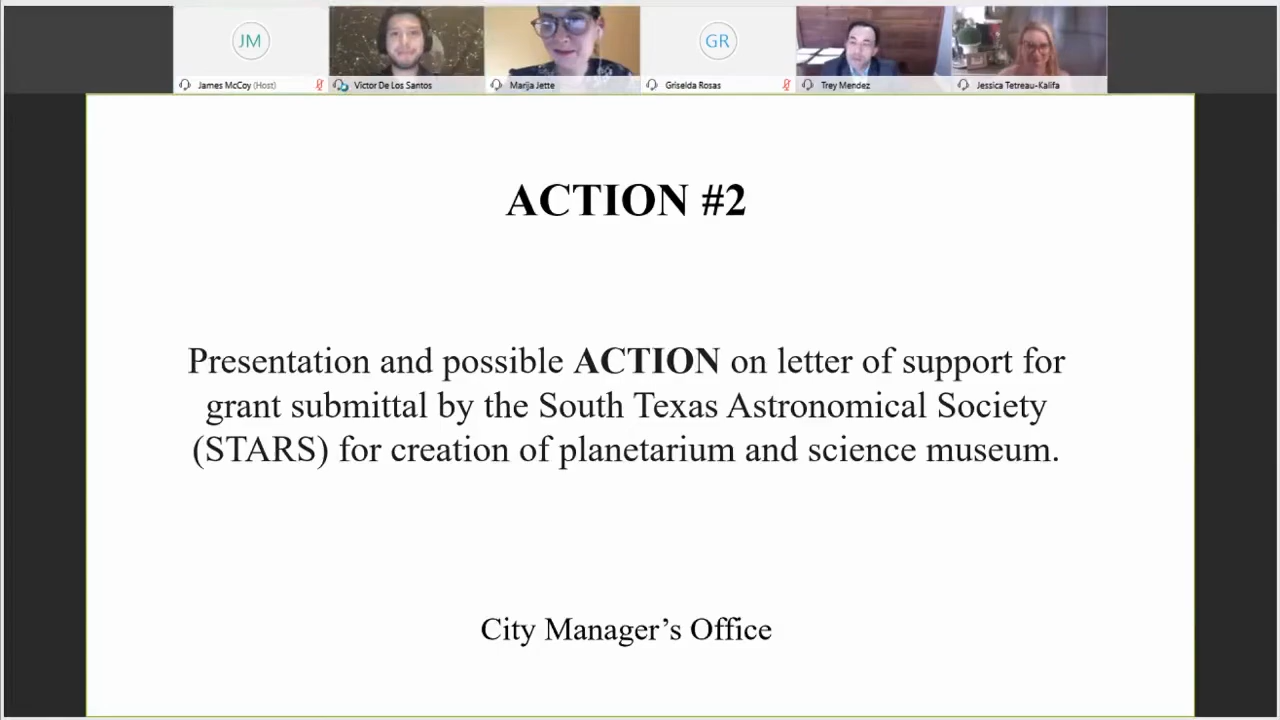 JM
GR
James McCoy (Host)
Victor De Los Santos
Marija Jette
Griselda Rosas
Trey Mendez
Jessica Tetreau-Kalifa
ACTION #2
Presentation and possible ACTION on letter of support for
grant submittal by the South Texas Astronomical Society
(STARS) for creation of planetarium and science museum.
City Manager’s Office